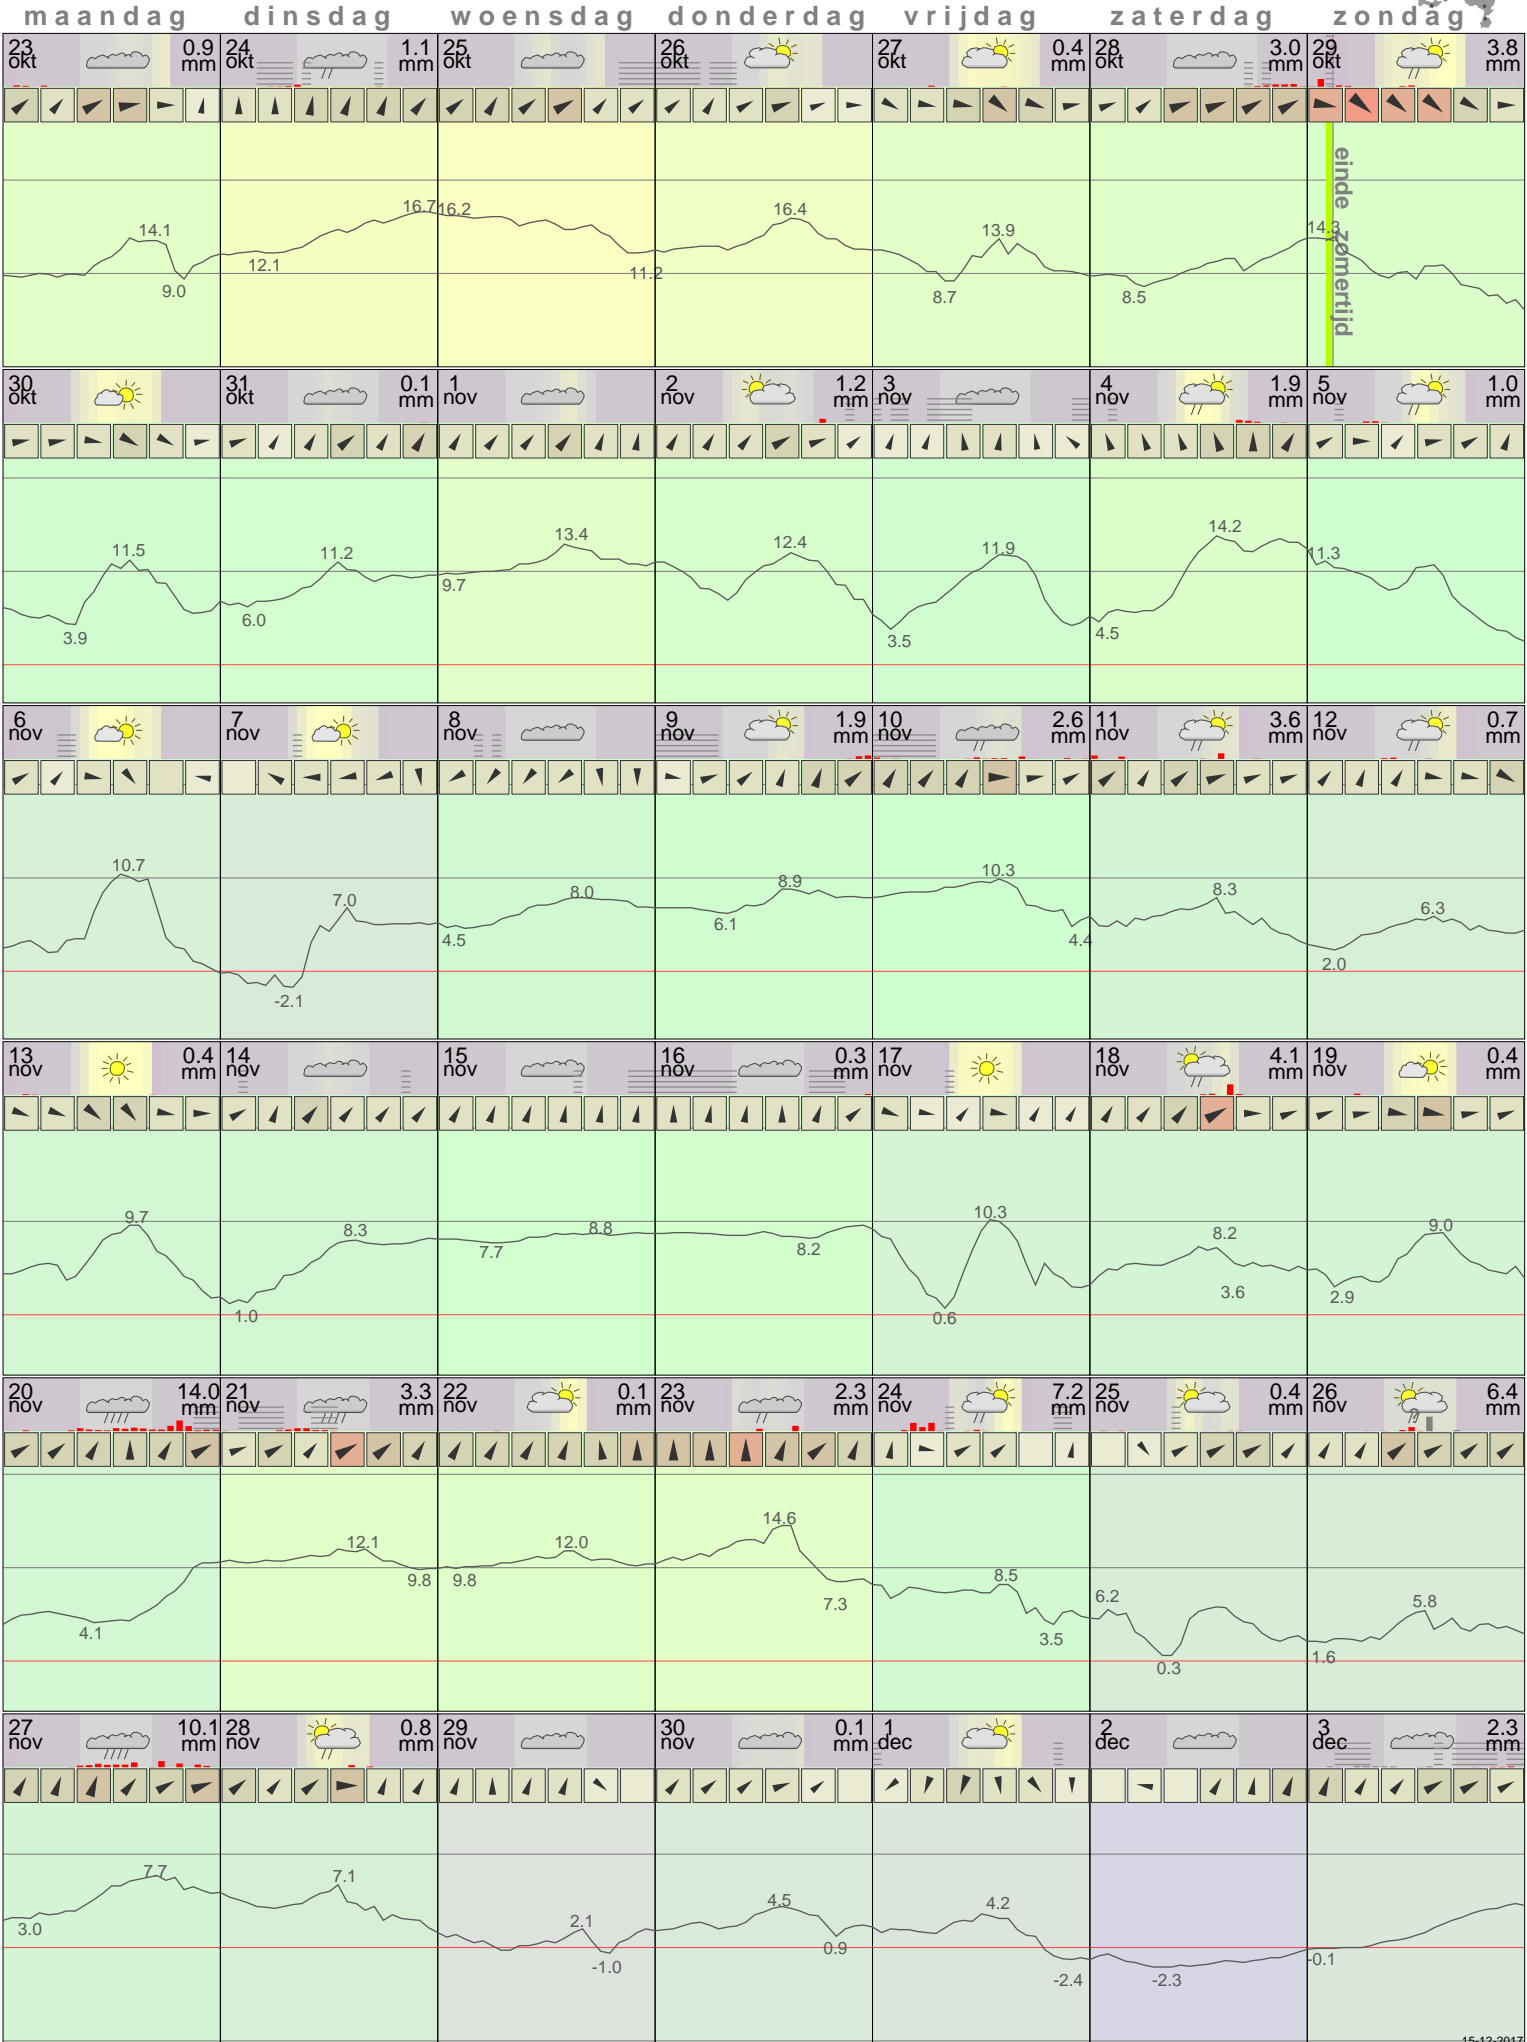 maandag dinsdag woensdag donderdag vrijdag zaterdag zondag
23 0.9 24 1.1 25 26 27 0.4 28 3.0 29 3.8
okt mm okt mm okt okt okt mm okt mm okt mm
einde zomertijd
14.1 9.0 12.1 16.7 16.2 11.2 16.4 8.7 13.9 8.5 14.3
30 31 0.1 1 2 1.2 3 4 1.9 5 1.0
okt okt mm nov nov mm nov nov mm nov mm
3.9 11.5 6.0 11.2 9.7 13.4 12.4 3.5 11.9 4.5 14.2 11.3
6 7 8 9 1.9 10 2.6 11 3.6 12 0.7
nov nov nov nov mm nov mm nov mm nov mm
10.7 -2.1 7.0 4.5 8.0 6.1 8.9 10.3 4.4 8.3 2.0 6.3
13 0.4 14 15 16 0.3 17 18 4.1 19 0.4
nov mm nov nov nov mm nov nov mm nov mm
9.7 1.0 8.3 7.7 8.8 8.2 0.6 10.3 8.2 3.6 2.9 9.0
20 14.0 21 3.3 22 0.1 23 2.3 24 7.2 25 0.4 26 6.4
nov mm nov mm nov mm nov mm nov mm nov mm nov mm
?
4.1 12.1 9.8 9.8 12.0 14.6 7.3 8.5 3.5 6.2 0.3 1.6 5.8
27 10.1 28 0.8 29 30 0.1 1 2 3 2.3
nov mm nov mm nov nov mm dec dec dec mm
3.0 7.7 7.1 2.1 -1.0 4.5 0.9 4.2 -2.4 -2.3 -0.1
15-12-2017